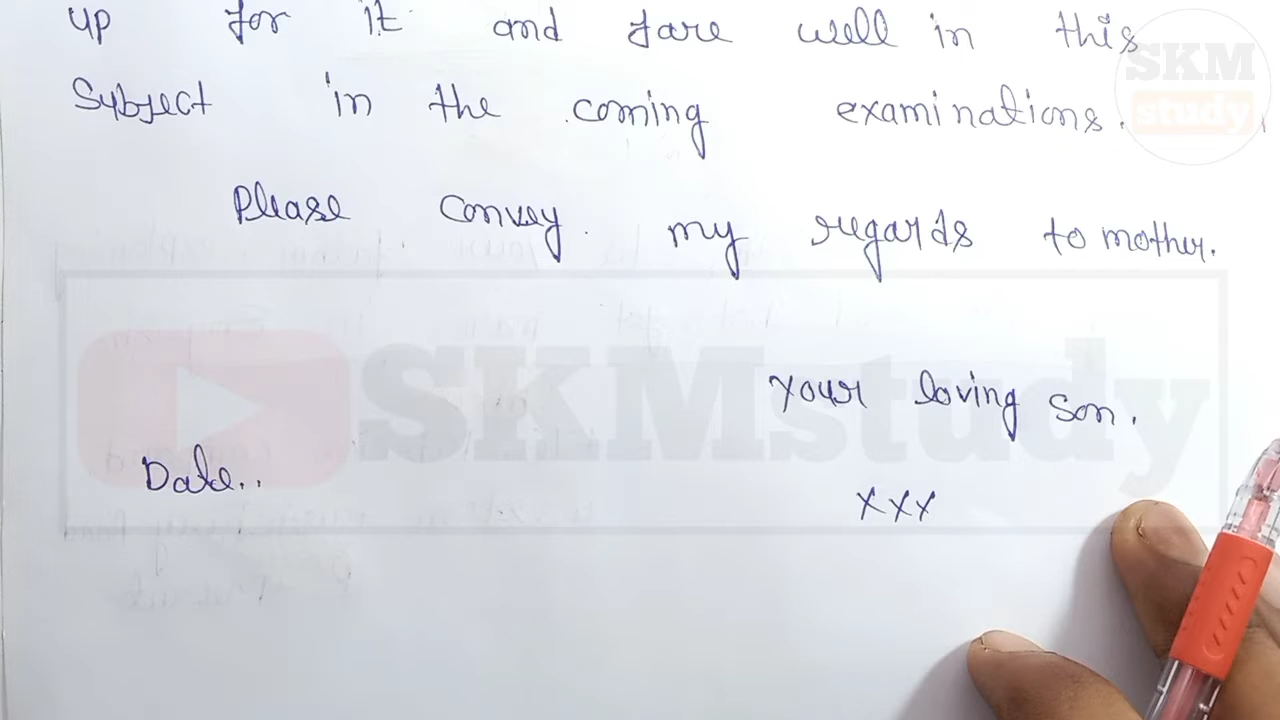 up for it and fare well in this
Subject in the coming examinations.
Please convey my regards to mother.
Your loving son.
Date..
XXX
SKM
study
SKMstudy